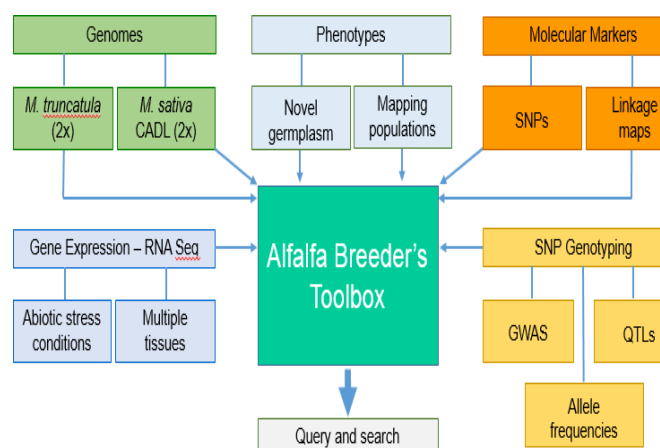 Genomes
Phenotypes
Molecular Markers
M. truncatula
(2x)
M. sativa
CADL (2x)
Novel
germplasm
Mapping
populations
SNPs
Linkage
maps
Alfalfa Breeder's
Toolbox
Gene Expression – RNA Seq
Abiotic stress
conditions
Multiple
tissues
SNP Genotyping
GWAS
QTLs
Allele
frequencies
Query and search